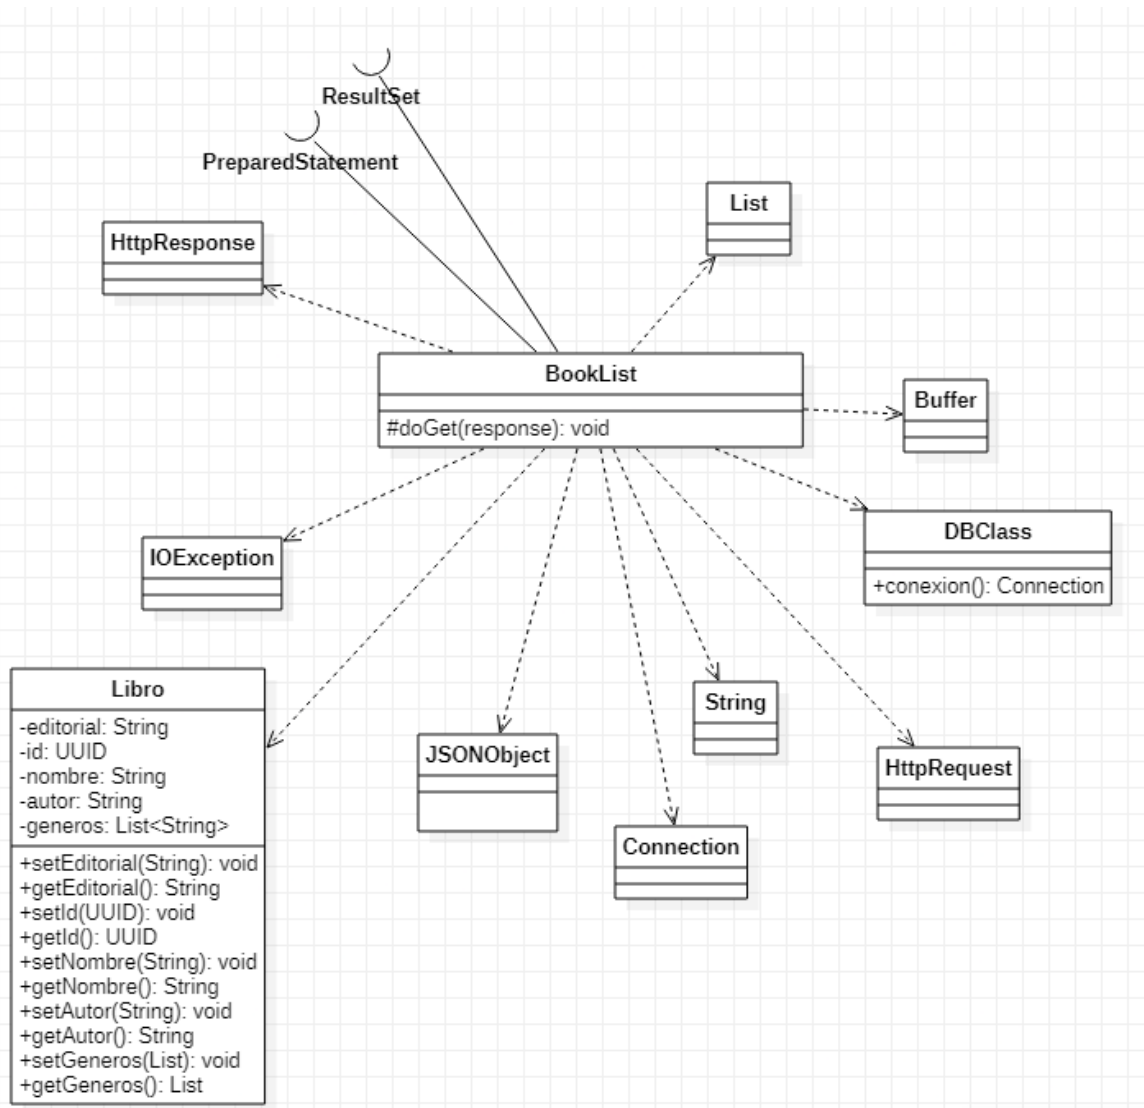 ResultSet
PreparedStatement
List
HttpResponse
BookList
#doGet(response): void
Buffer
DBClass
+conexion(): Connection
IOException
Libro
-editorial: String
-id: UUID
-nombre: String
-autor: String
-generos: List<String>
+setEditorial(String): void
+getEditorial(): String
+setId(UUID): void
+getId(): UUID
+setNombre(String): void
+getNombre(): String
+setAutor(String): void
+getAutor(): String
+setGeneros(List): void
+getGeneros(): List
JSONObject
String
Connection
HttpRequest